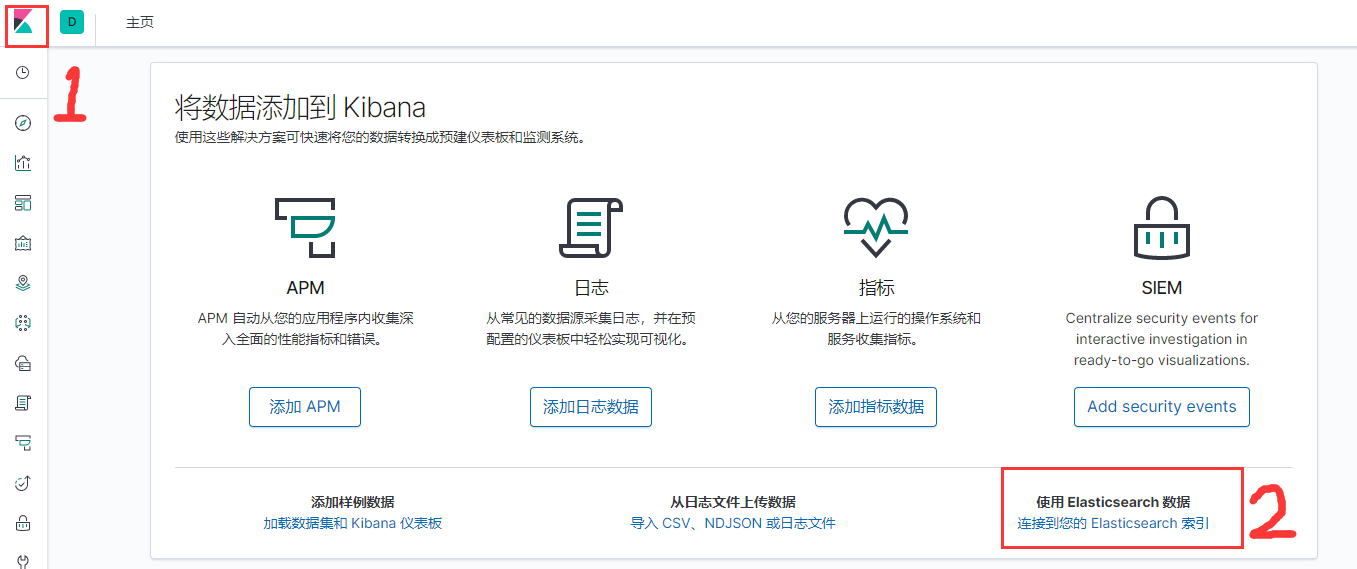 D
主页
1
将数据添加到 Kibana
使用这些解决方案可快速将您的数据转换成预建仪表板和监测系统。
APM
APM 自动从您的应用程序内收集深
入全面的性能指标和错误。
添加 APM
日志
从常见的数据源采集日志，并在预
配置的仪表板中轻松实现可视化。
添加日志数据
指标
从您的服务器上运行的操作系统和
服务收集指标。
添加指标数据
SIEM
Centralize security events for
interactive investigation in
ready-to-go visualizations.
Add security events
添加样例数据
加载数据集和 Kibana 仪表板
从日志文件上传数据
导入 CSV、NDJSON 或日志文件
使用 Elasticsearch 数据
连接到您的 Elasticsearch 索引
2